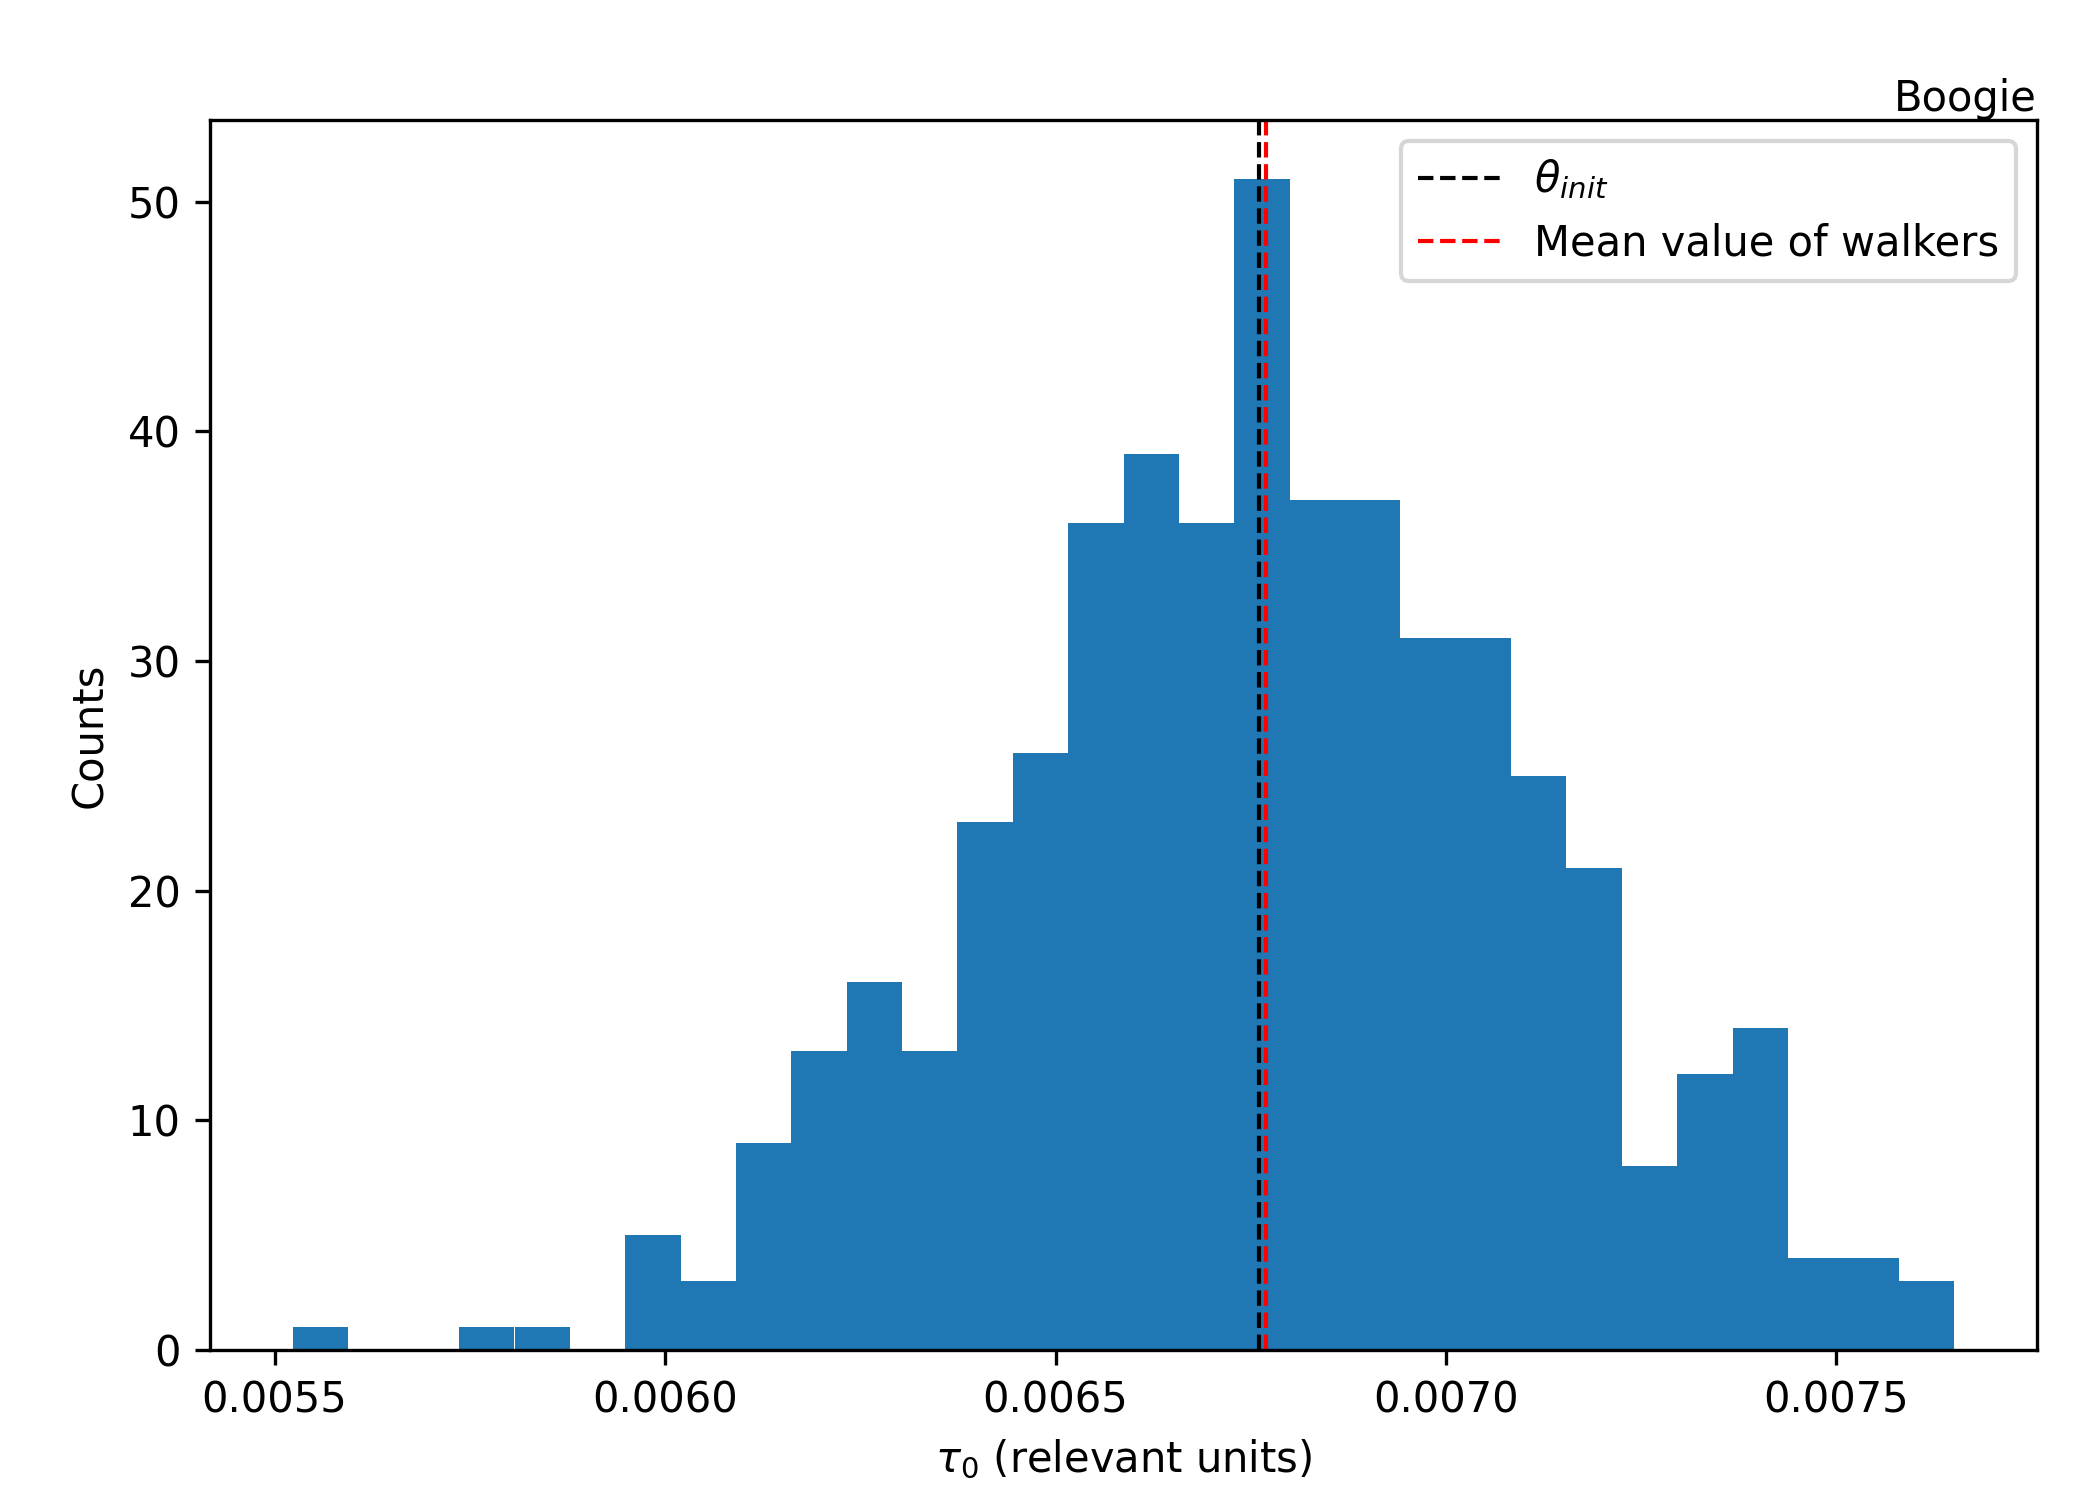 Boogie
θinit
Mean value of walkers
50
40
30
20
10
0
Counts
0.0055 0.0060 0.0065 0.0070 0.0075
τ0 (relevant units)